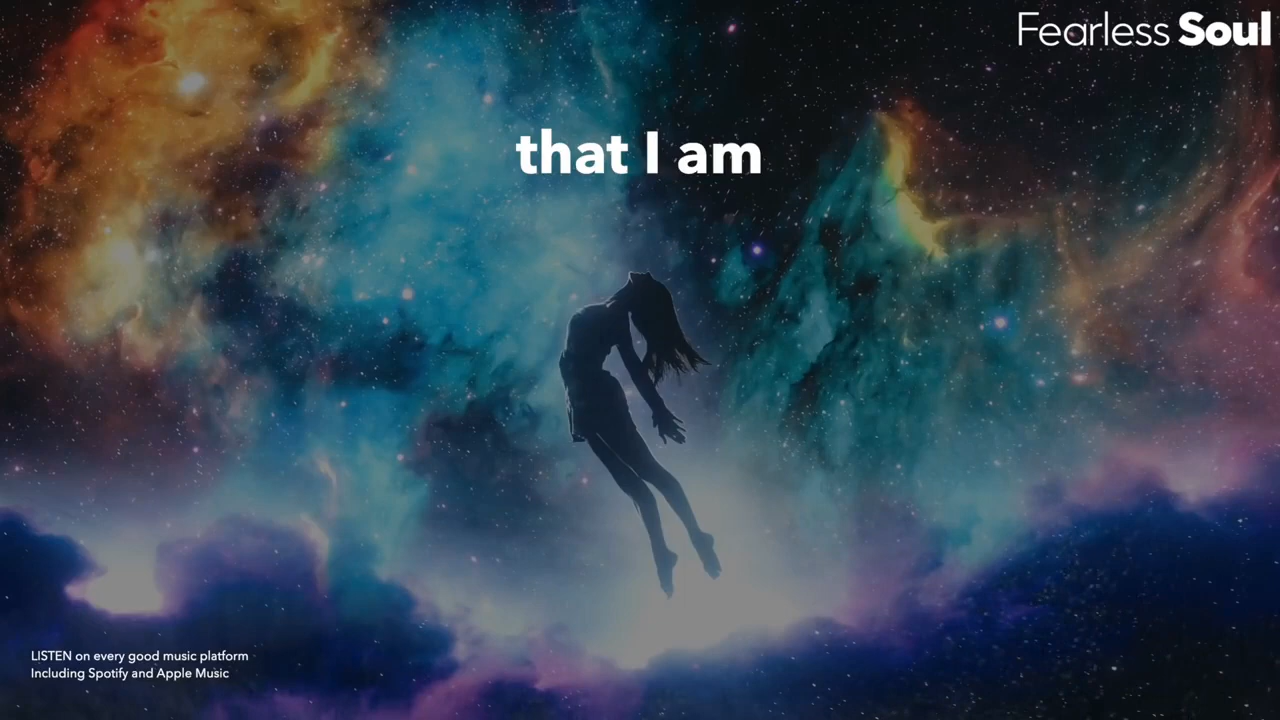 Fearless Soul
that I am
LISTEN on every good music platform
Including Spotify and Apple Music